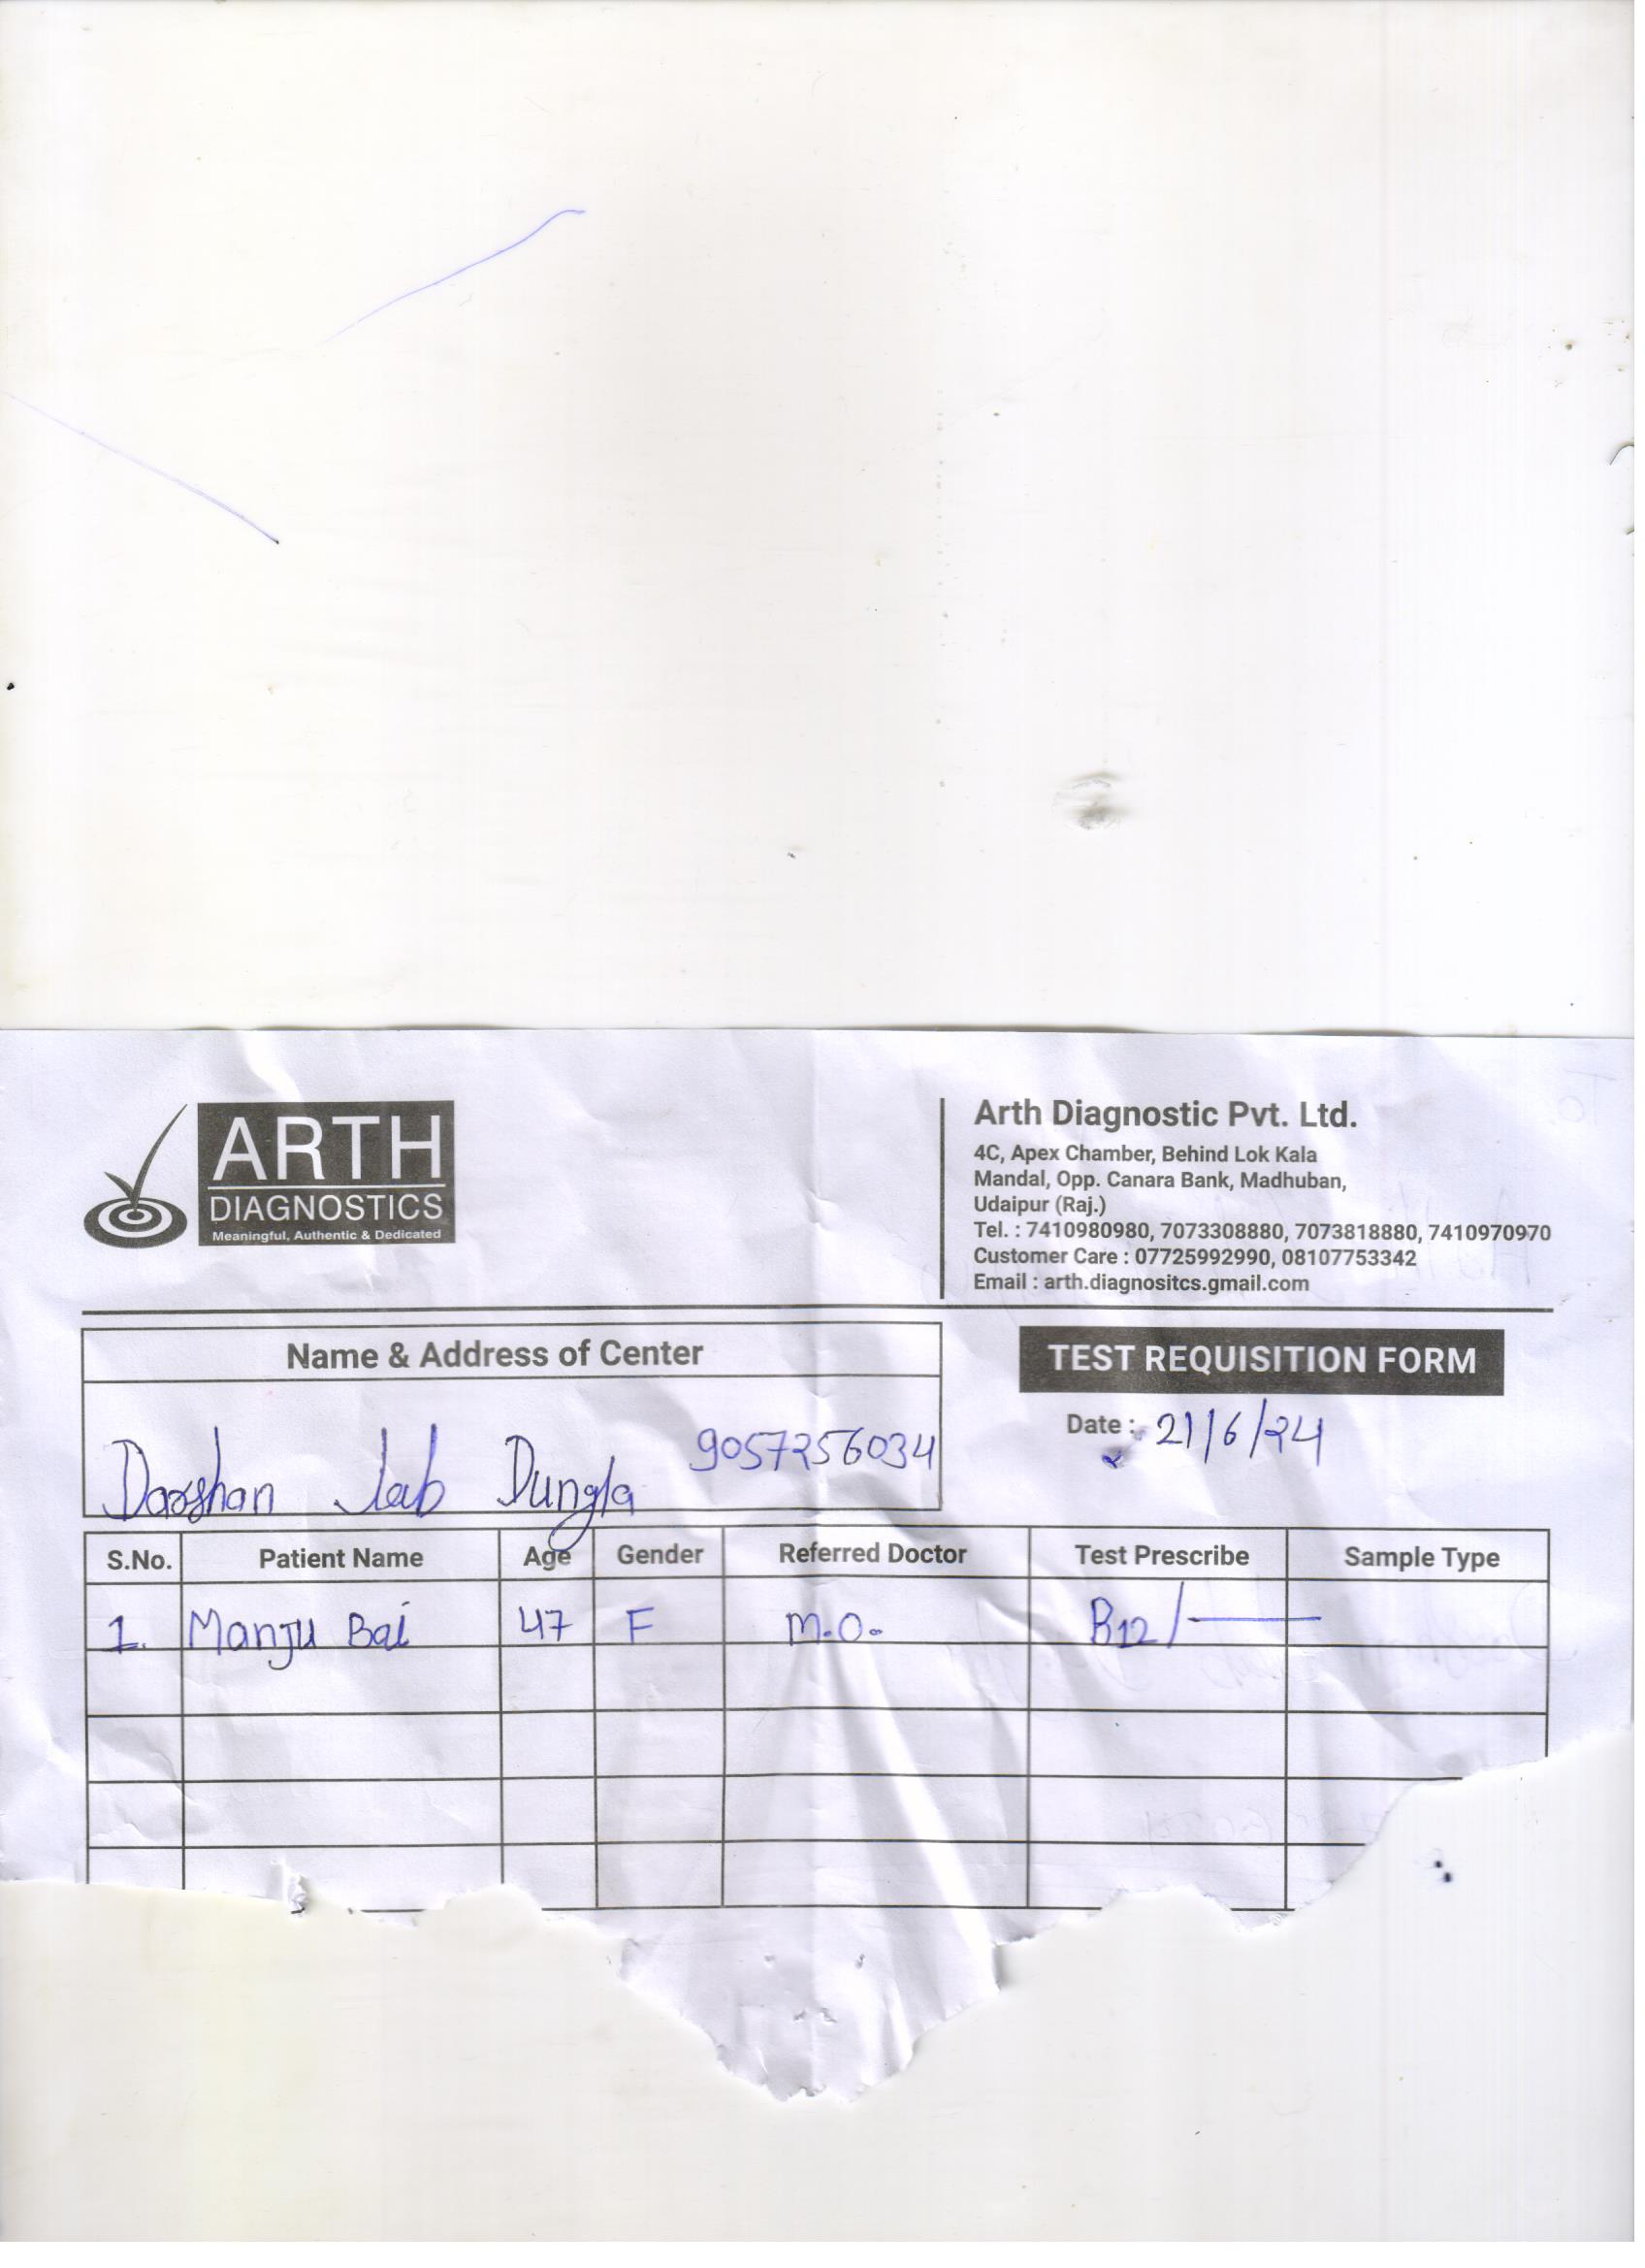 ARTH
DIAGNOSTICS
Meaningful, Authentic & Dedicated
Arth Diagnostic Pvt. Ltd.
4C, Apex Chamber, Behind Lok Kala
Mandal, Opp. Canara Bank, Madhuban,
Udaipur (Raj.)
Tel. : 7410980980, 7073308880, 7073818880, 7410970970
Customer Care : 07725992990, 08107753342
Email : arth.diagnositcs.gmail.com
Name & Address of Center
TEST REQUISITION FORM
Date : 21/6/24
Darshan Lab Dungla 9057256034
S.No. Patient Name Age Gender Referred Doctor Test Prescribe Sample Type
1. Manju Bai 47 F M.O. B12/